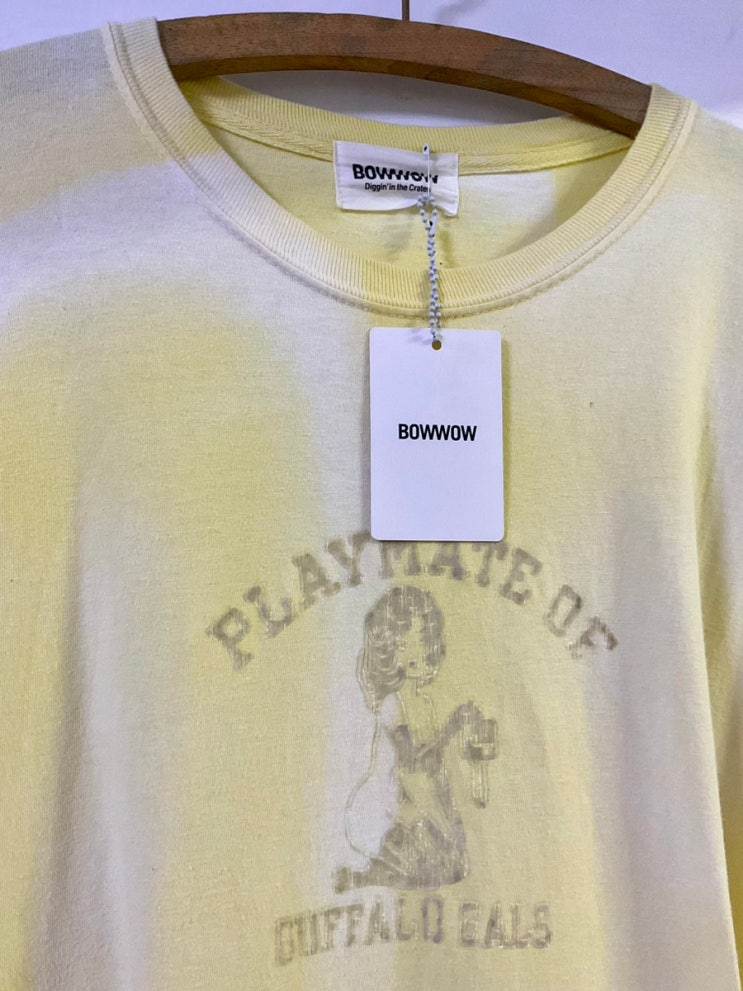 BOWWOW
Diggin' in the Crates
BOWWOW
PLAYMATE OF
BUFFALO GALS